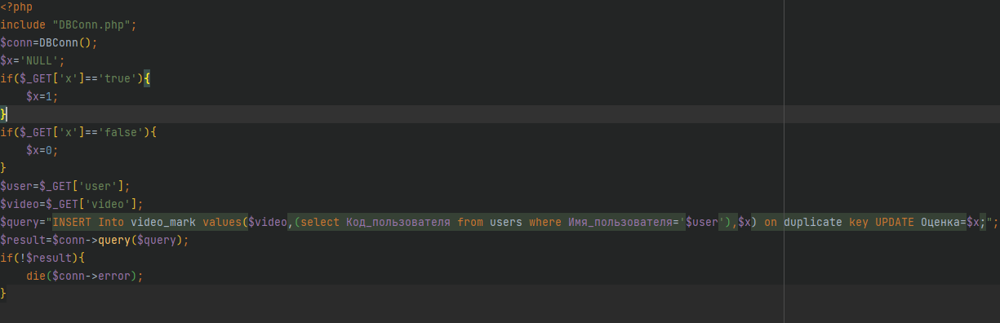 <?php
include "DBConn.php";
$conn=DBConn();
$x='NULL';
if($_GET['x']=='true'){
    $x=1;
}
if($_GET['x']=='false'){
    $x=0;
}
$user=$_GET['user'];
$video=$_GET['video'];
$query="INSERT Into video_mark values($video,(select Код_пользователя from users where Имя_пользователя='$user'),$x) on duplicate key UPDATE Оценка=$x;";
$result=$conn->query($query);
if(!$result){
    die($conn->error);
}